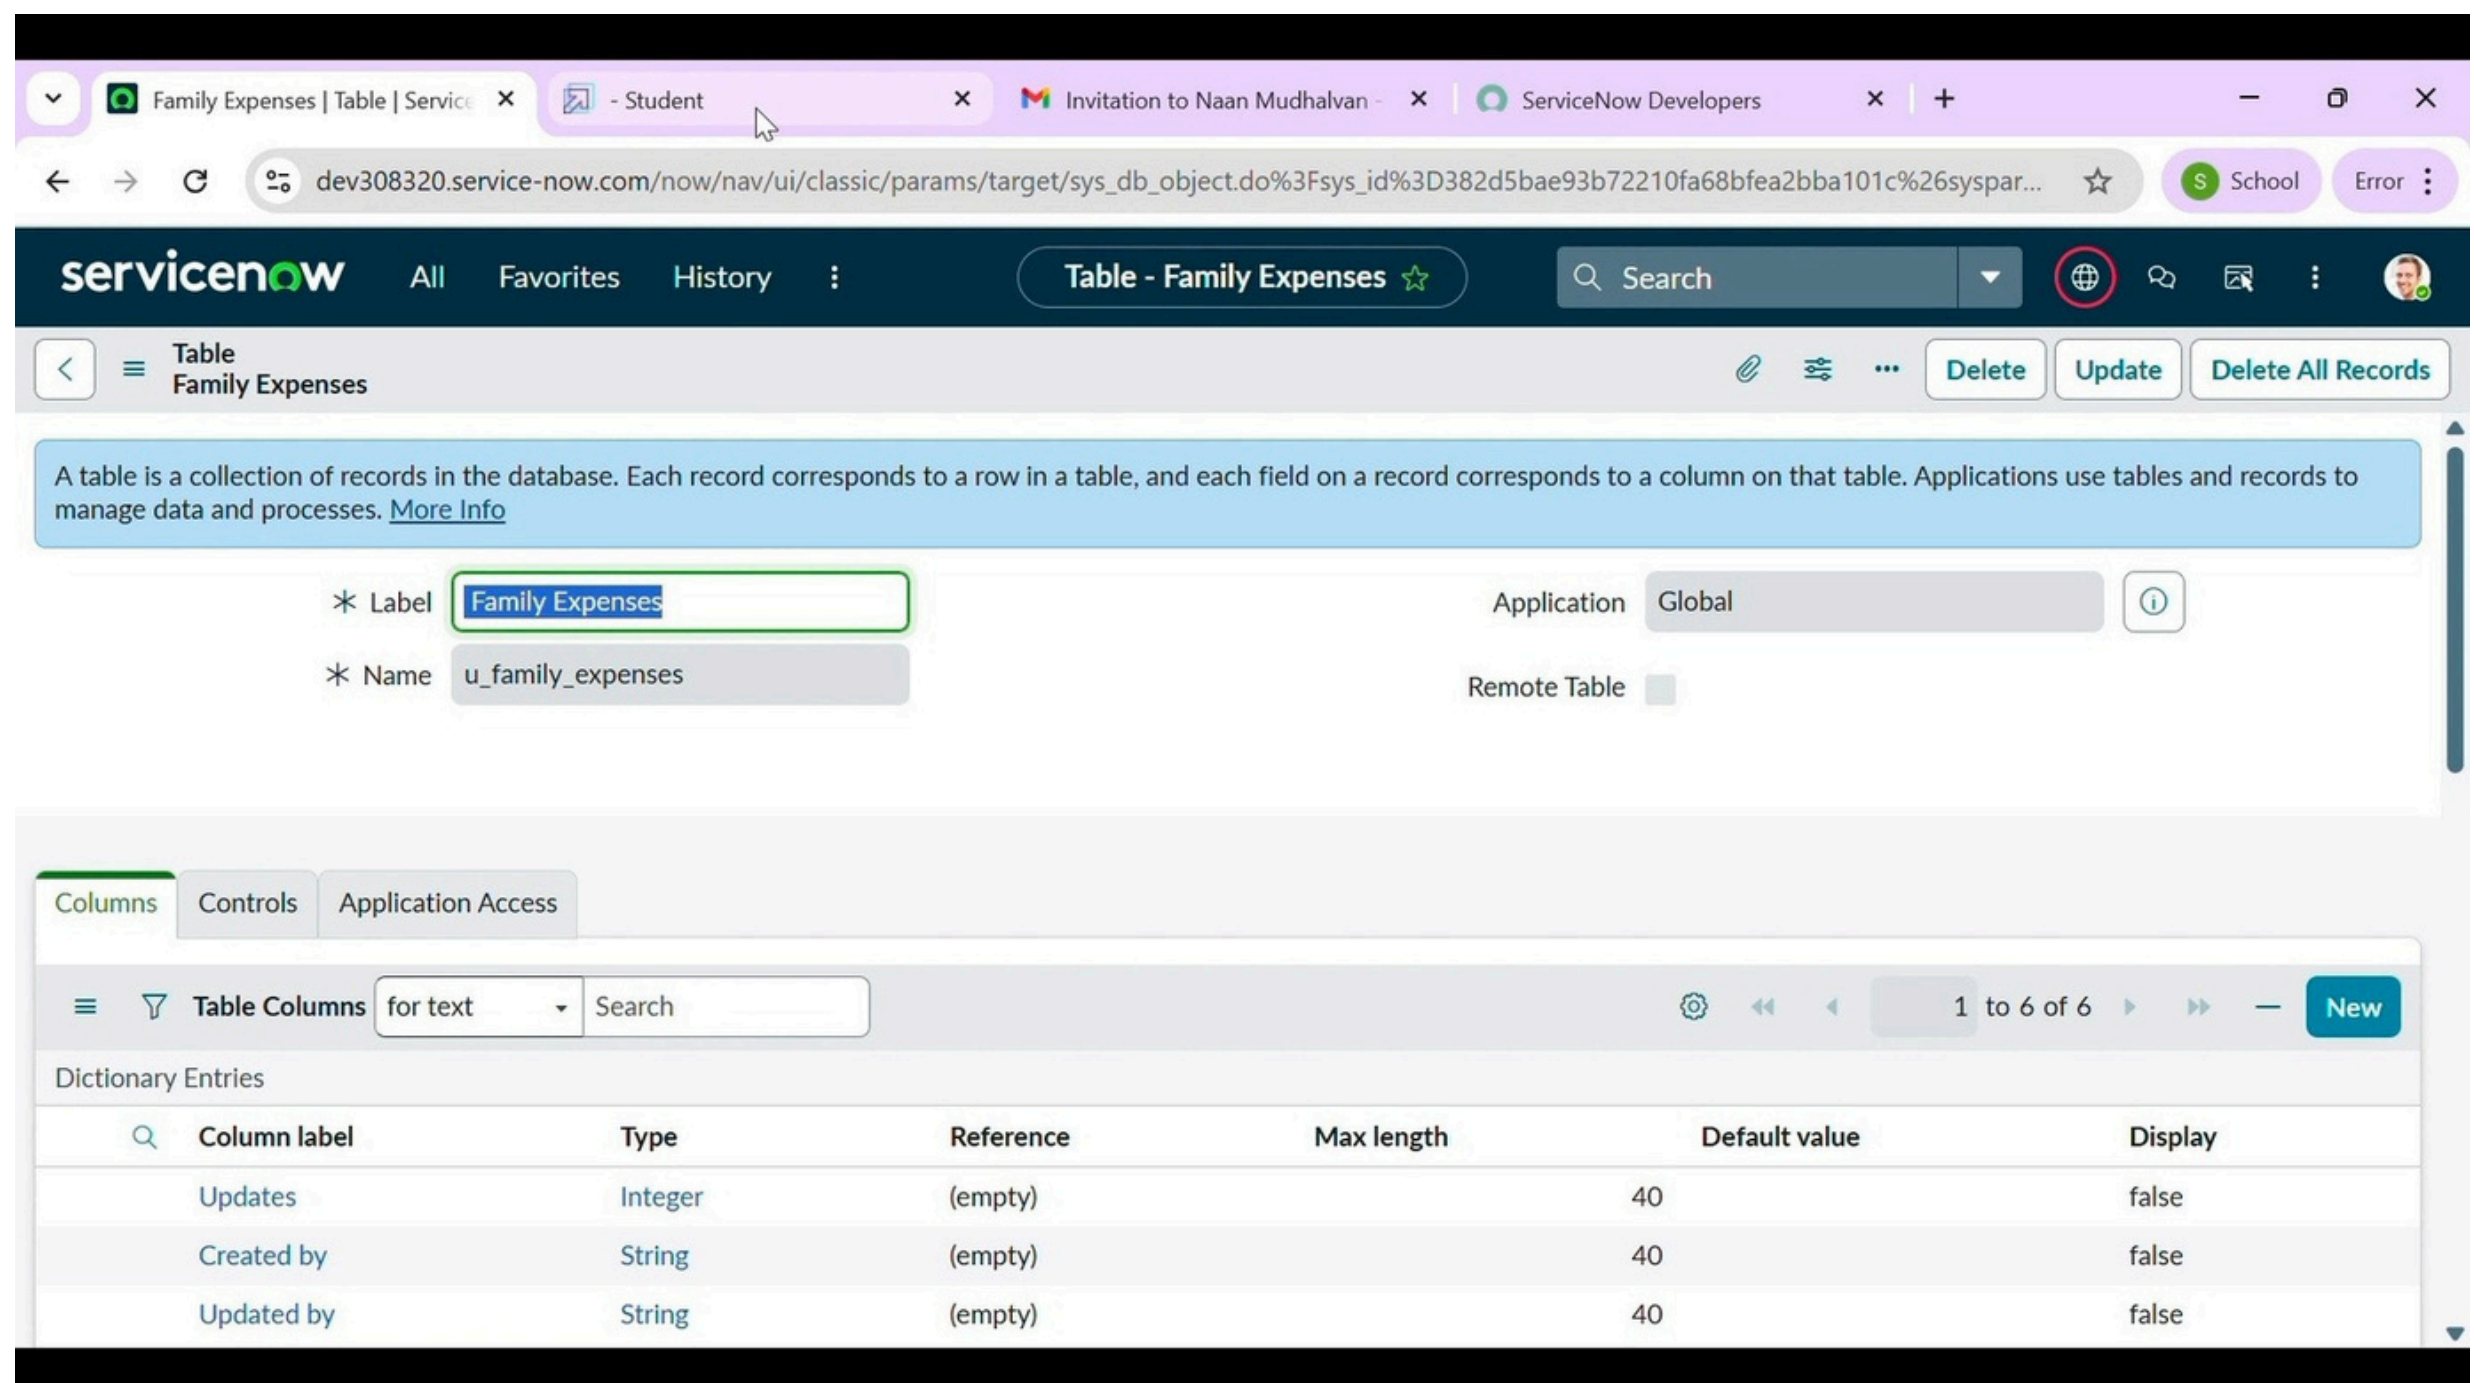 Family Expenses | Table | Service
- Student
Invitation to Naan Mudhalvan -
ServiceNow Developers
dev308320.service-now.com/now/nav/ui/classic/params/target/sys_db_object.do%3Fsys_id%3D382d5bae93b72210fa68bfea2bba101c%26syspar...
S School
Error
servicenow
All
Favorites
History
Table - Family Expenses
Search
Table
Family Expenses
Delete
Update
Delete All Records
A table is a collection of records in the database. Each record corresponds to a row in a table, and each field on a record corresponds to a column on that table. Applications use tables and records to
manage data and processes. More Info
* Label Family Expenses
Application Global
* Name u_family_expenses
Remote Table
Columns
Controls
Application Access
Table Columns for text Search
1 to 6 of 6
New
Dictionary Entries
Column label Type Reference Max length Default value Display
Updates Integer (empty) 40 false
Created by String (empty) 40 false
Updated by String (empty) 40 false